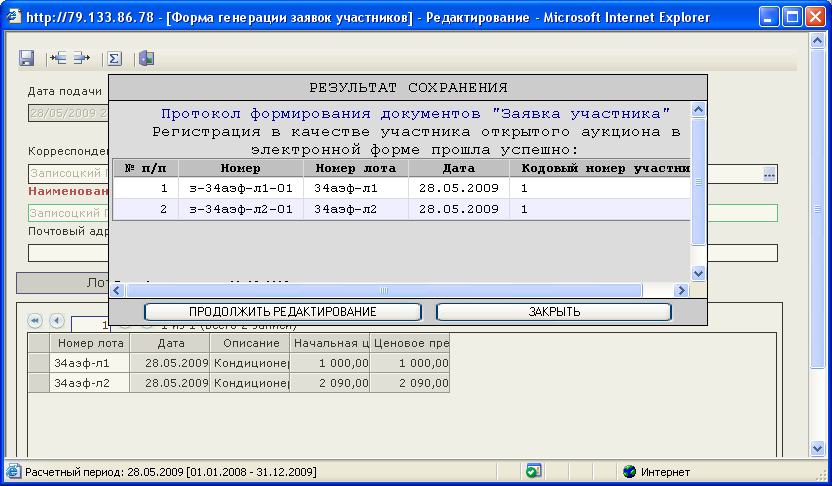 http://79.133.86.78 - [Форма генерации заявок участников] - Редактирование - Microsoft Internet Explorer
Дата подачи
28/05/2009 2
Корреспонден
Записоцкий Г
Наименован
Записоцкий Г
Почтовый адр
Лот
РЕЗУЛЬТАТ СОХРАНЕНИЯ
Протокол формирования документов "Заявка участника"
Регистрация в качестве участника открытого аукциона в
электронной форме прошла успешно:
№ п/п Номер Номер лота Дата Кодовый номер участни
1 з-34аэф-л1-01 34аэф-л1 28.05.2009 1
2 з-34аэф-л2-01 34аэф-л2 28.05.2009 1
ПРОДОЛЖИТЬ РЕДАКТИРОВАНИЕ ЗАКРЫТЬ
1 1 из 1 (всего 2 записи)
Номер лота Дата Описание Начальная ц Ценовое пре
34аэф-л1 28.05.2009 Кондиционер 1 000,00 1 000,00
34аэф-л2 28.05.2009 Кондиционер 2 090,00 2 090,00
Расчетный период: 28.05.2009 [01.01.2008 - 31.12.2009] Интернет